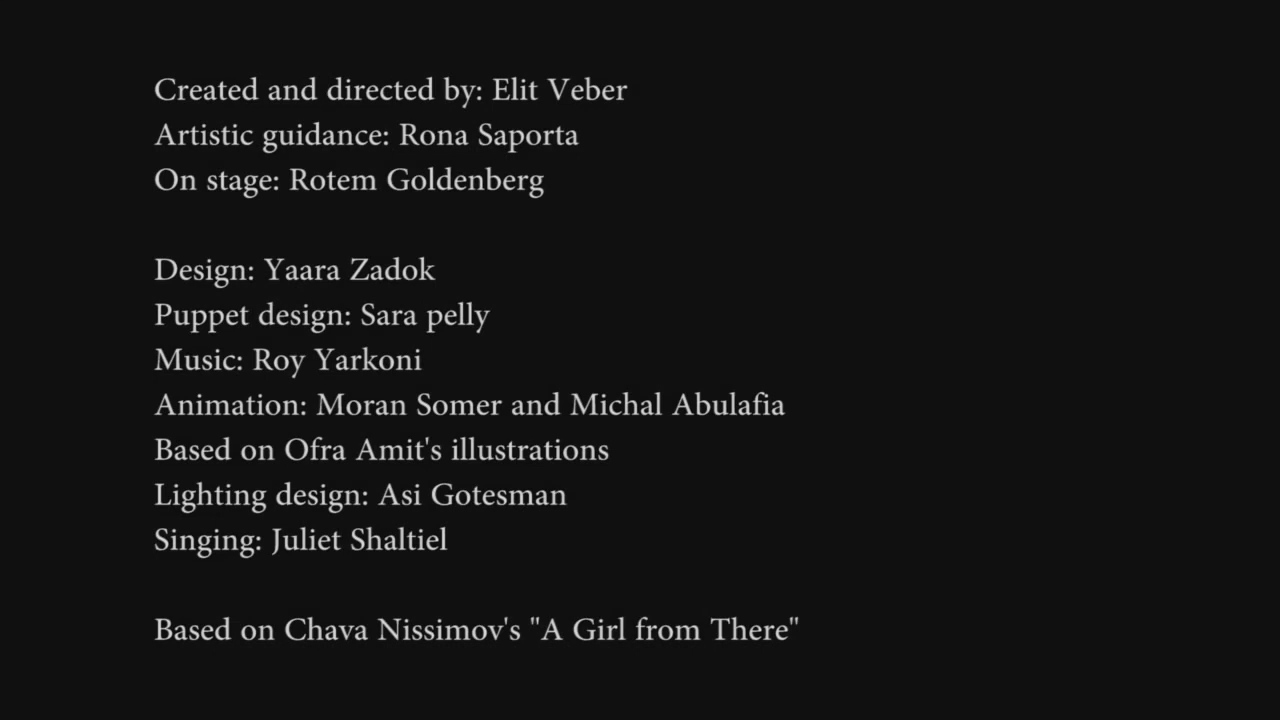 Created and directed by: Elit Veber
Artistic guidance: Rona Saporta
On stage: Rotem Goldenberg
Design: Yaara Zadok
Puppet design: Sara pelly
Music: Roy Yarkoni
Animation: Moran Somer and Michal Abulafia
Based on Ofra Amit's illustrations
Lighting design: Asi Gotesman
Singing: Juliet Shaltiel
Based on Chava Nissimov's "A Girl from There"